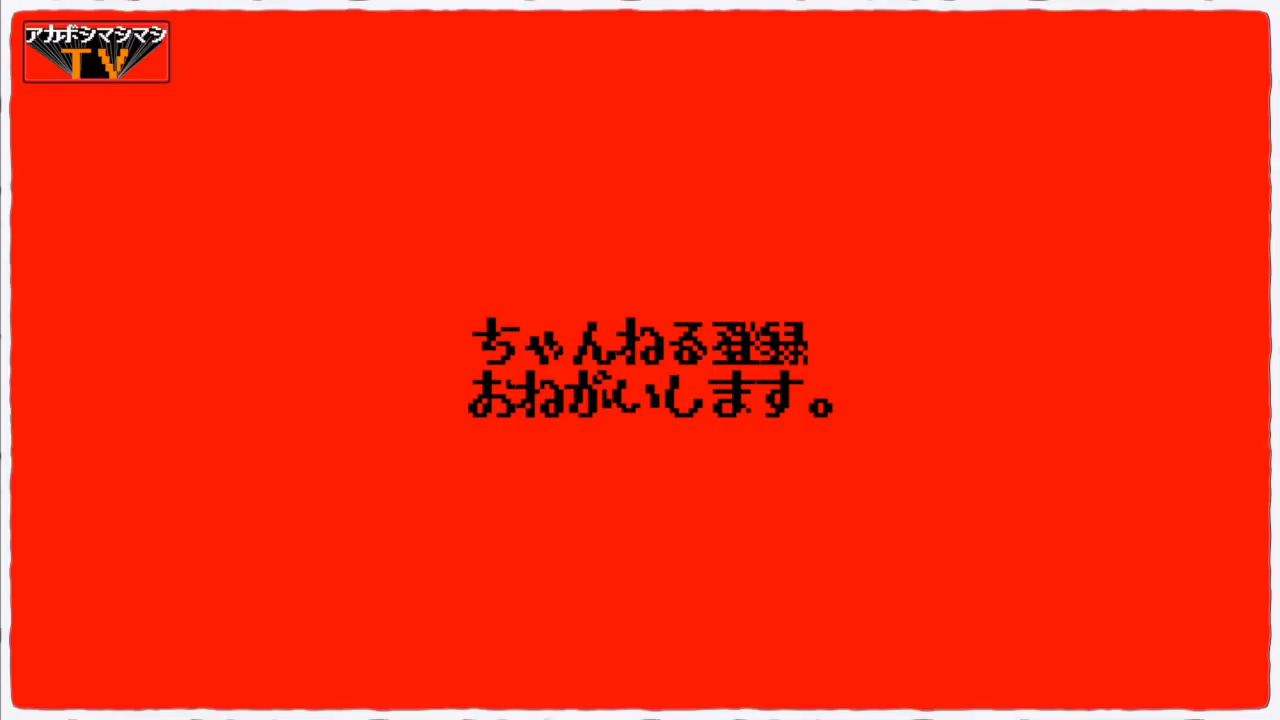 アカボシマシマシ
TV
ちゃんねる登録
おねがいします。